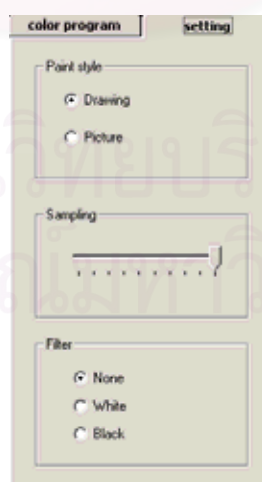 color program setting
Paint style
Drawing
Picture
Sampling
Filter
None
White
Black